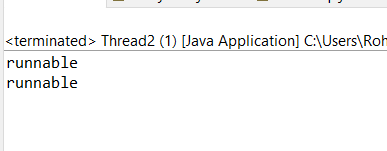 <terminated> Thread2 (1) [Java Application] C:\Users\Roh
runnable
runnable